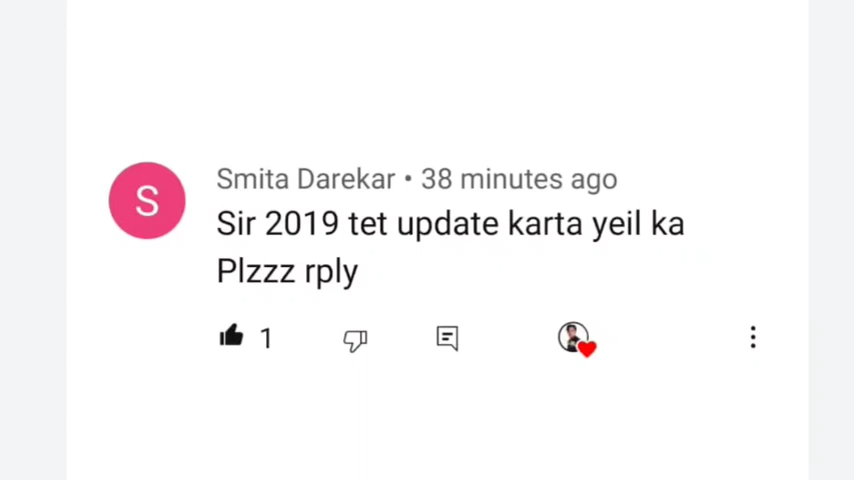 S
Smita Darekar • 38 minutes ago
Sir 2019 tet update karta yeil ka
Plzzz rply
1